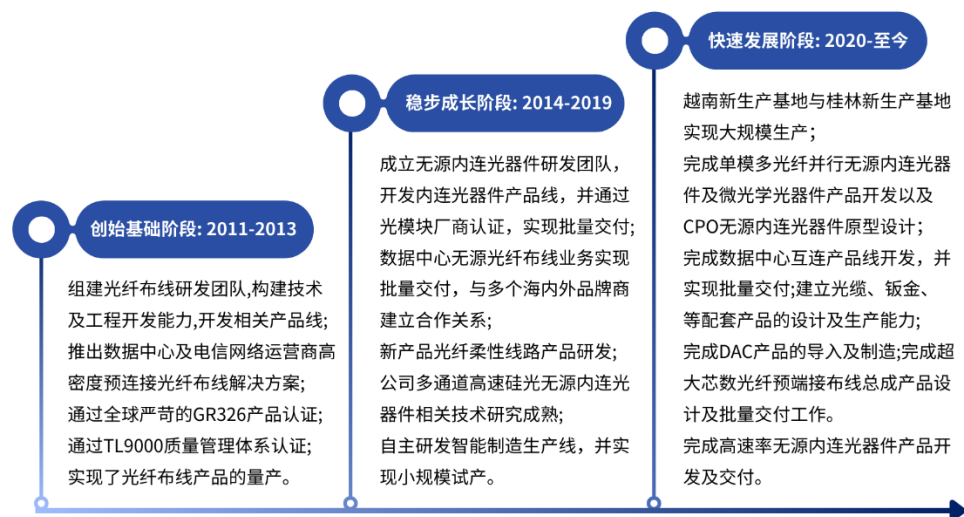 创始基础阶段: 2011-2013
组建光纤布线研发团队,构建技术
及工程开发能力,开发相关产品线;
推出数据中心及电信网络运营商高
密度预连接光纤布线解决方案;
通过全球严苛的GR326产品认证;
通过TL9000质量管理体系认证;
实现了光纤布线产品的量产。
稳步成长阶段: 2014-2019
成立无源内连光器件研发团队，
开发内连光器件产品线，并通过
光模块厂商认证，实现批量交付;
数据中心无源光纤布线业务实现
批量交付，与多个海内外品牌商
建立合作关系;
新产品光纤柔性线路产品研发;
公司多通道高速硅光无源内连光
器件相关技术研究成熟;
自主研发智能制造生产线，并实
现小规模试产。
快速发展阶段: 2020-至今
越南新生产基地与桂林新生产基地
实现大规模生产；
完成单模多光纤并行无源内连光器
件及微光学光器件产品开发以及
CPO无源内连光器件原型设计；
完成数据中心互连产品线开发，并
实现批量交付;建立光缆、钣金、
等配套产品的设计及生产能力;
完成DAC产品的导入及制造;完成超
大芯数光纤预端接布线总成产品设
计及批量交付工作。
完成高速率无源内连光器件产品开
发及交付。